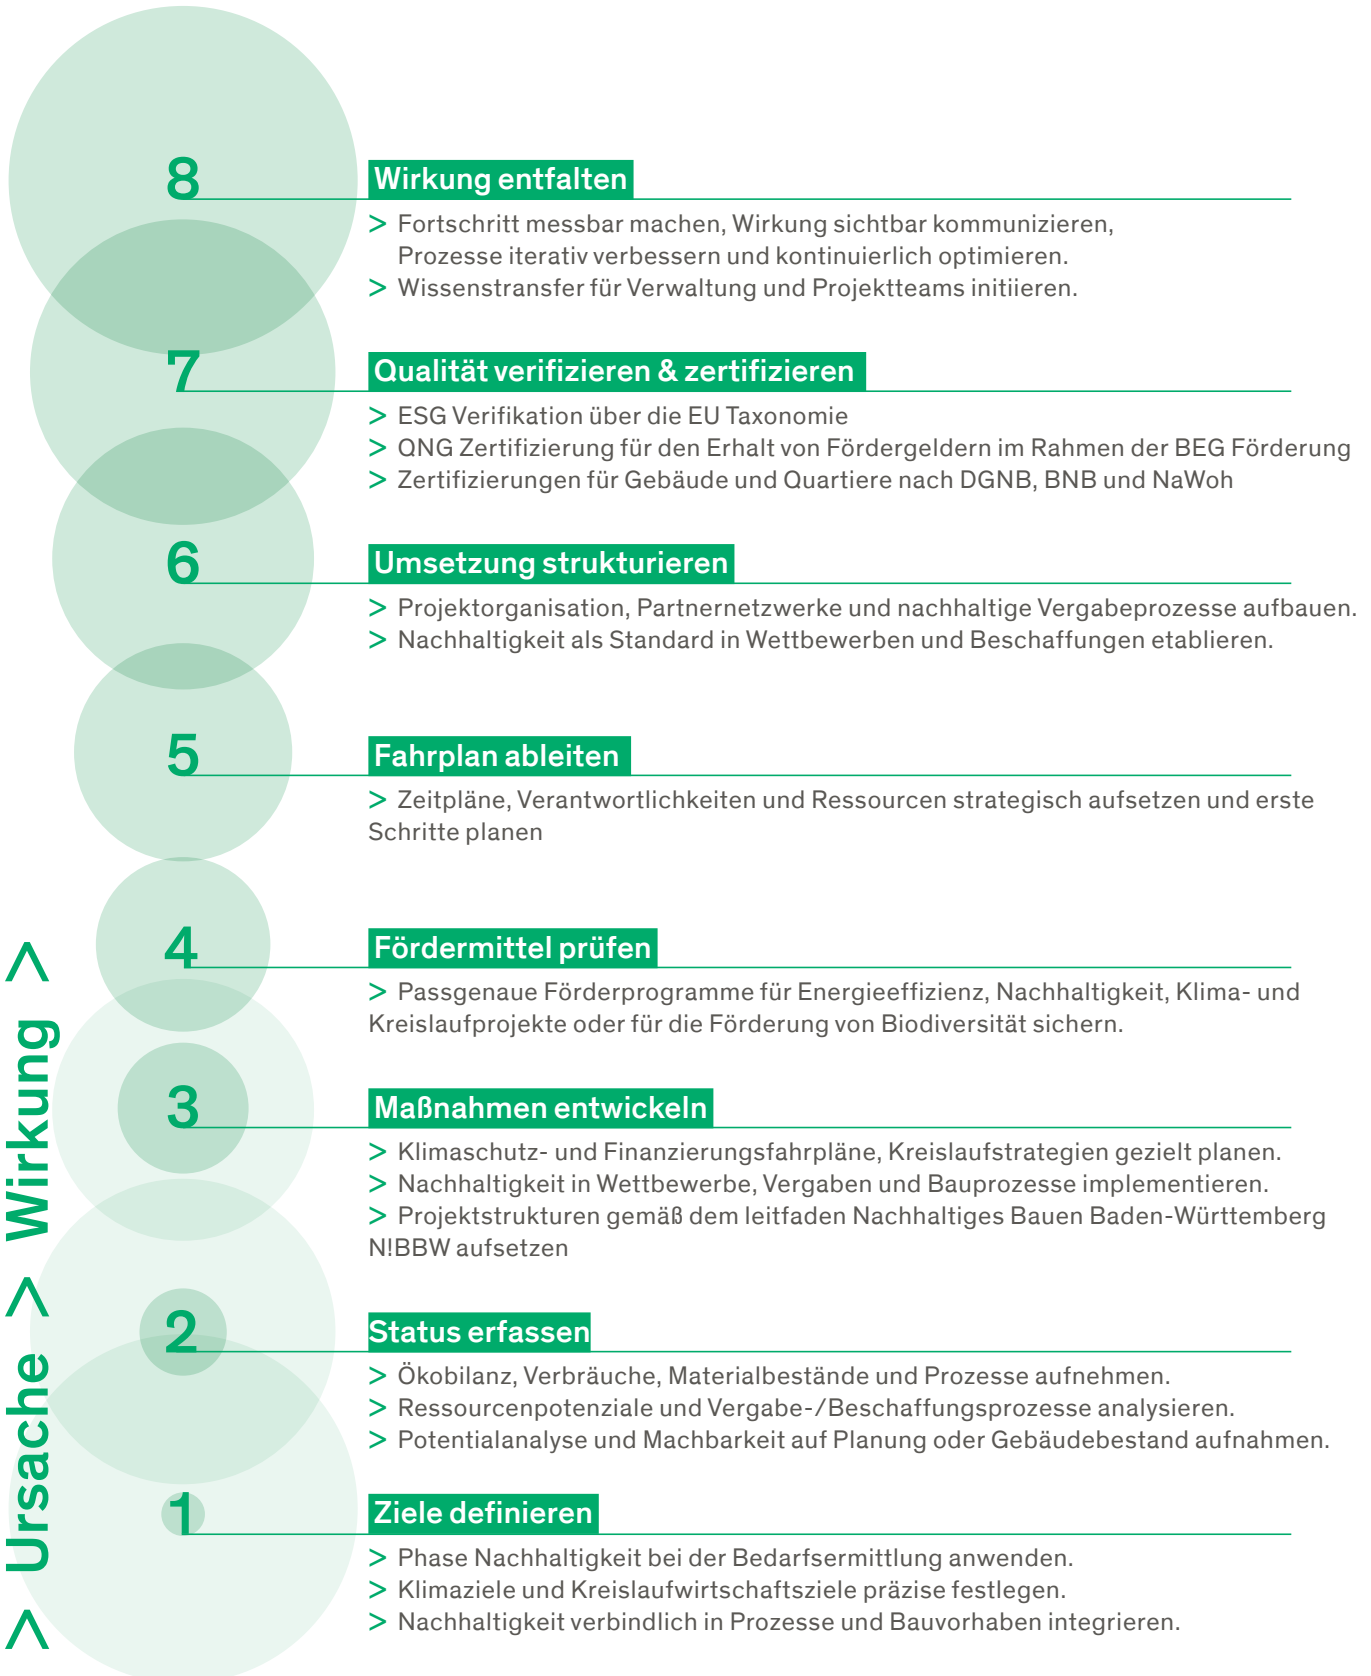 8
Wirkung entfalten
> Fortschritt messbar machen, Wirkung sichtbar kommunizieren,
Prozesse iterativ verbessern und kontinuierlich optimieren.
> Wissenstransfer für Verwaltung und Projektteams initiieren.
7
Qualität verifizieren & zertifizieren
> ESG Verifikation über die EU Taxonomie
> QNG Zertifizierung für den Erhalt von Fördergeldern im Rahmen der BEG Förderung
> Zertifizierungen für Gebäude und Quartiere nach DGNB, BNB und NaWoh
6
Umsetzung strukturieren
> Projektorganisation, Partnernetzwerke und nachhaltige Vergabeprozesse aufbauen.
> Nachhaltigkeit als Standard in Wettbewerben und Beschaffungen etablieren.
5
Fahrplan ableiten
> Zeitpläne, Verantwortlichkeiten und Ressourcen strategisch aufsetzen und erste
Schritte planen
4
Fördermittel prüfen
> Passgenaue Förderprogramme für Energieeffizienz, Nachhaltigkeit, Klima- und
Kreislaufprojekte oder für die Förderung von Biodiversität sichern.
3
Maßnahmen entwickeln
> Klimaschutz- und Finanzierungsfahrpläne, Kreislaufstrategien gezielt planen.
> Nachhaltigkeit in Wettbewerbe, Vergaben und Bauprozesse implementieren.
> Projektstrukturen gemäß dem leitfaden Nachhaltiges Bauen Baden-Württemberg
N!BBW aufsetzen
2
Status erfassen
> Ökobilanz, Verbräuche, Materialbestände und Prozesse aufnehmen.
> Ressourcenpotenziale und Vergabe-/Beschaffungsprozesse analysieren.
> Potentialanalyse und Machbarkeit auf Planung oder Gebäudebestand aufnahmen.
1
Ziele definieren
> Phase Nachhaltigkeit bei der Bedarfsermittlung anwenden.
> Klimaziele und Kreislaufwirtschaftsziele präzise festlegen.
> Nachhaltigkeit verbindlich in Prozesse und Bauvorhaben integrieren.
> Ursache > Wirkung >